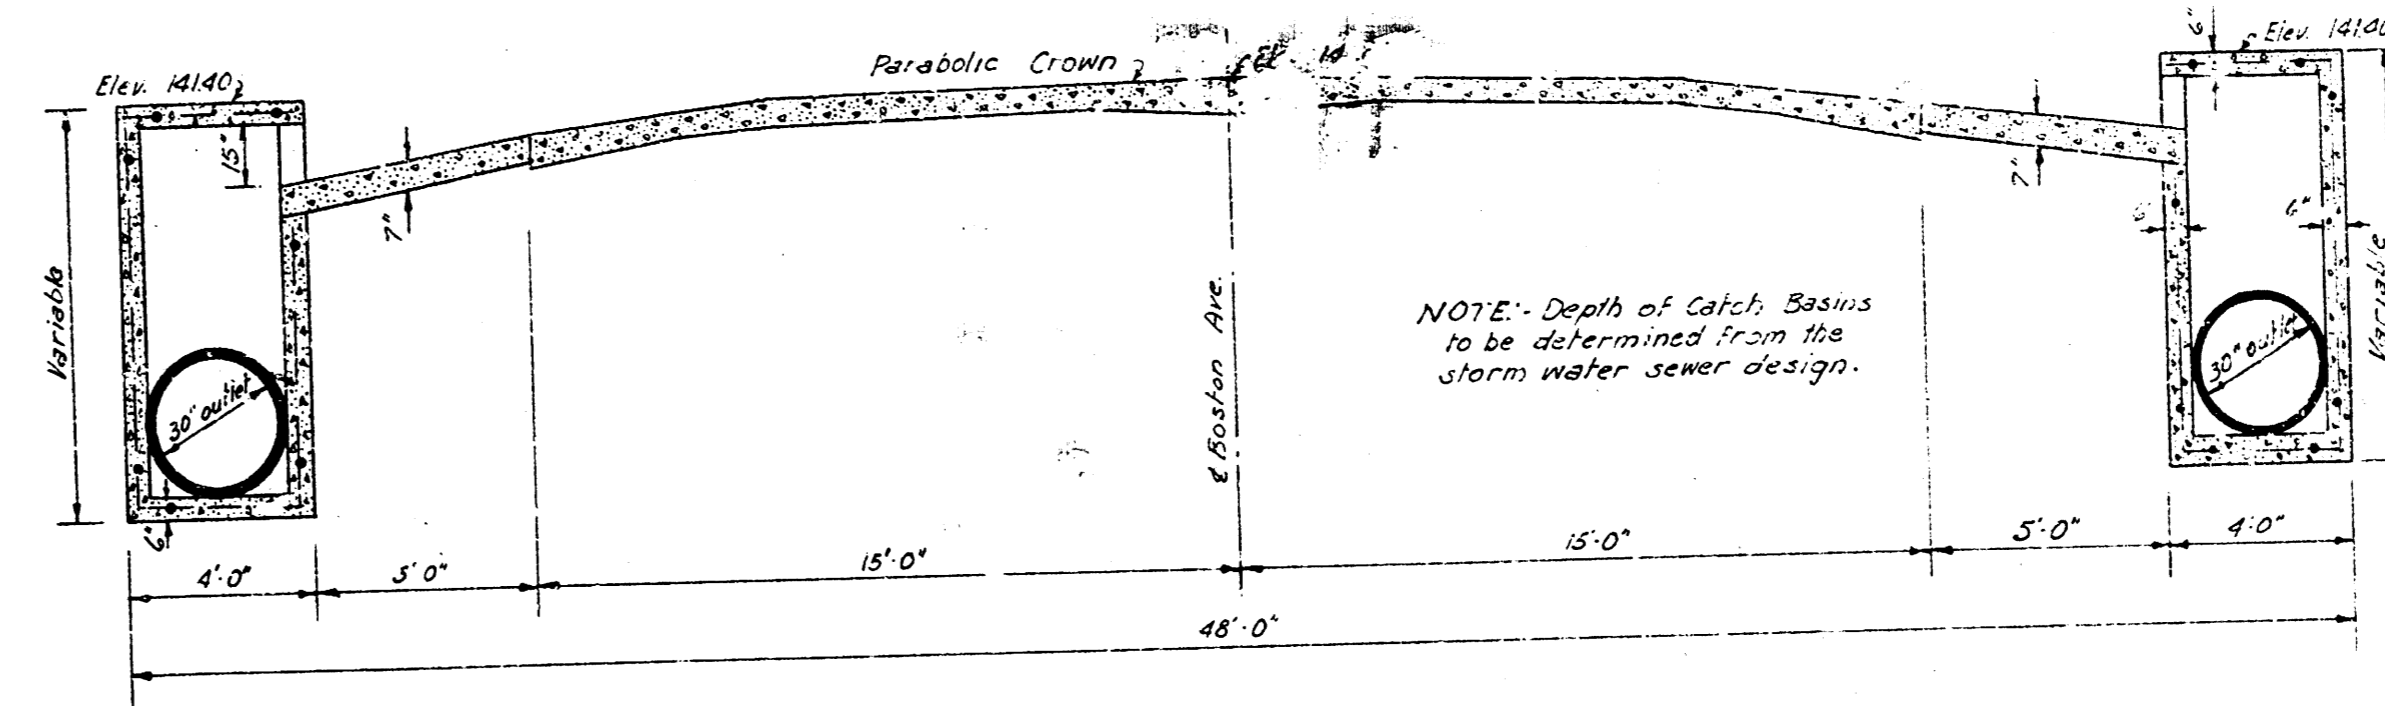 Elev. 141.40
Parabolic Crown
6"
Elev. 141.40
15"
7"
7"
6"
6"
Variable
Variable
30" outlet
30" outlet
℄ Boston Ave.
NOTE:- Depth of Catch Basins
to be determined from the
storm water sewer design.
6"
4'-0"
5'-0"
15'-0"
15'-0"
5'-0"
4'-0"
48'-0"